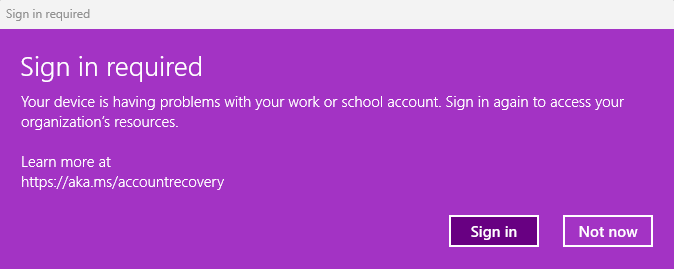 Sign in required
Sign in required
Your device is having problems with your work or school account. Sign in again to access your
organization’s resources.
Learn more at
https://aka.ms/accountrecovery
Sign in
Not now